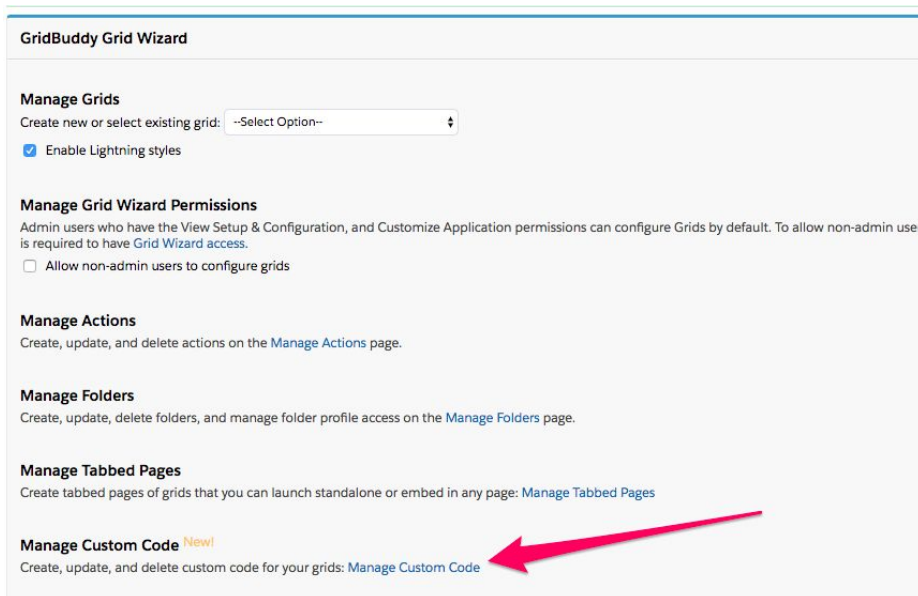 GridBuddy Grid Wizard
Manage Grids
Create new or select existing grid: --Select Option--
Enable Lightning styles
Manage Grid Wizard Permissions
Admin users who have the View Setup & Configuration, and Customize Application permissions can configure Grids by default. To allow non-admin
is required to have Grid Wizard access.
Allow non-admin users to configure grids
Manage Actions
Create, update, and delete actions on the Manage Actions page.
Manage Folders
Create, update, delete folders, and manage folder profile access on the Manage Folders page.
Manage Tabbed Pages
Create tabbed pages of grids that you can launch standalone or embed in any page: Manage Tabbed Pages
Manage Custom Code New!
Create, update, and delete custom code for your grids: Manage Custom Code